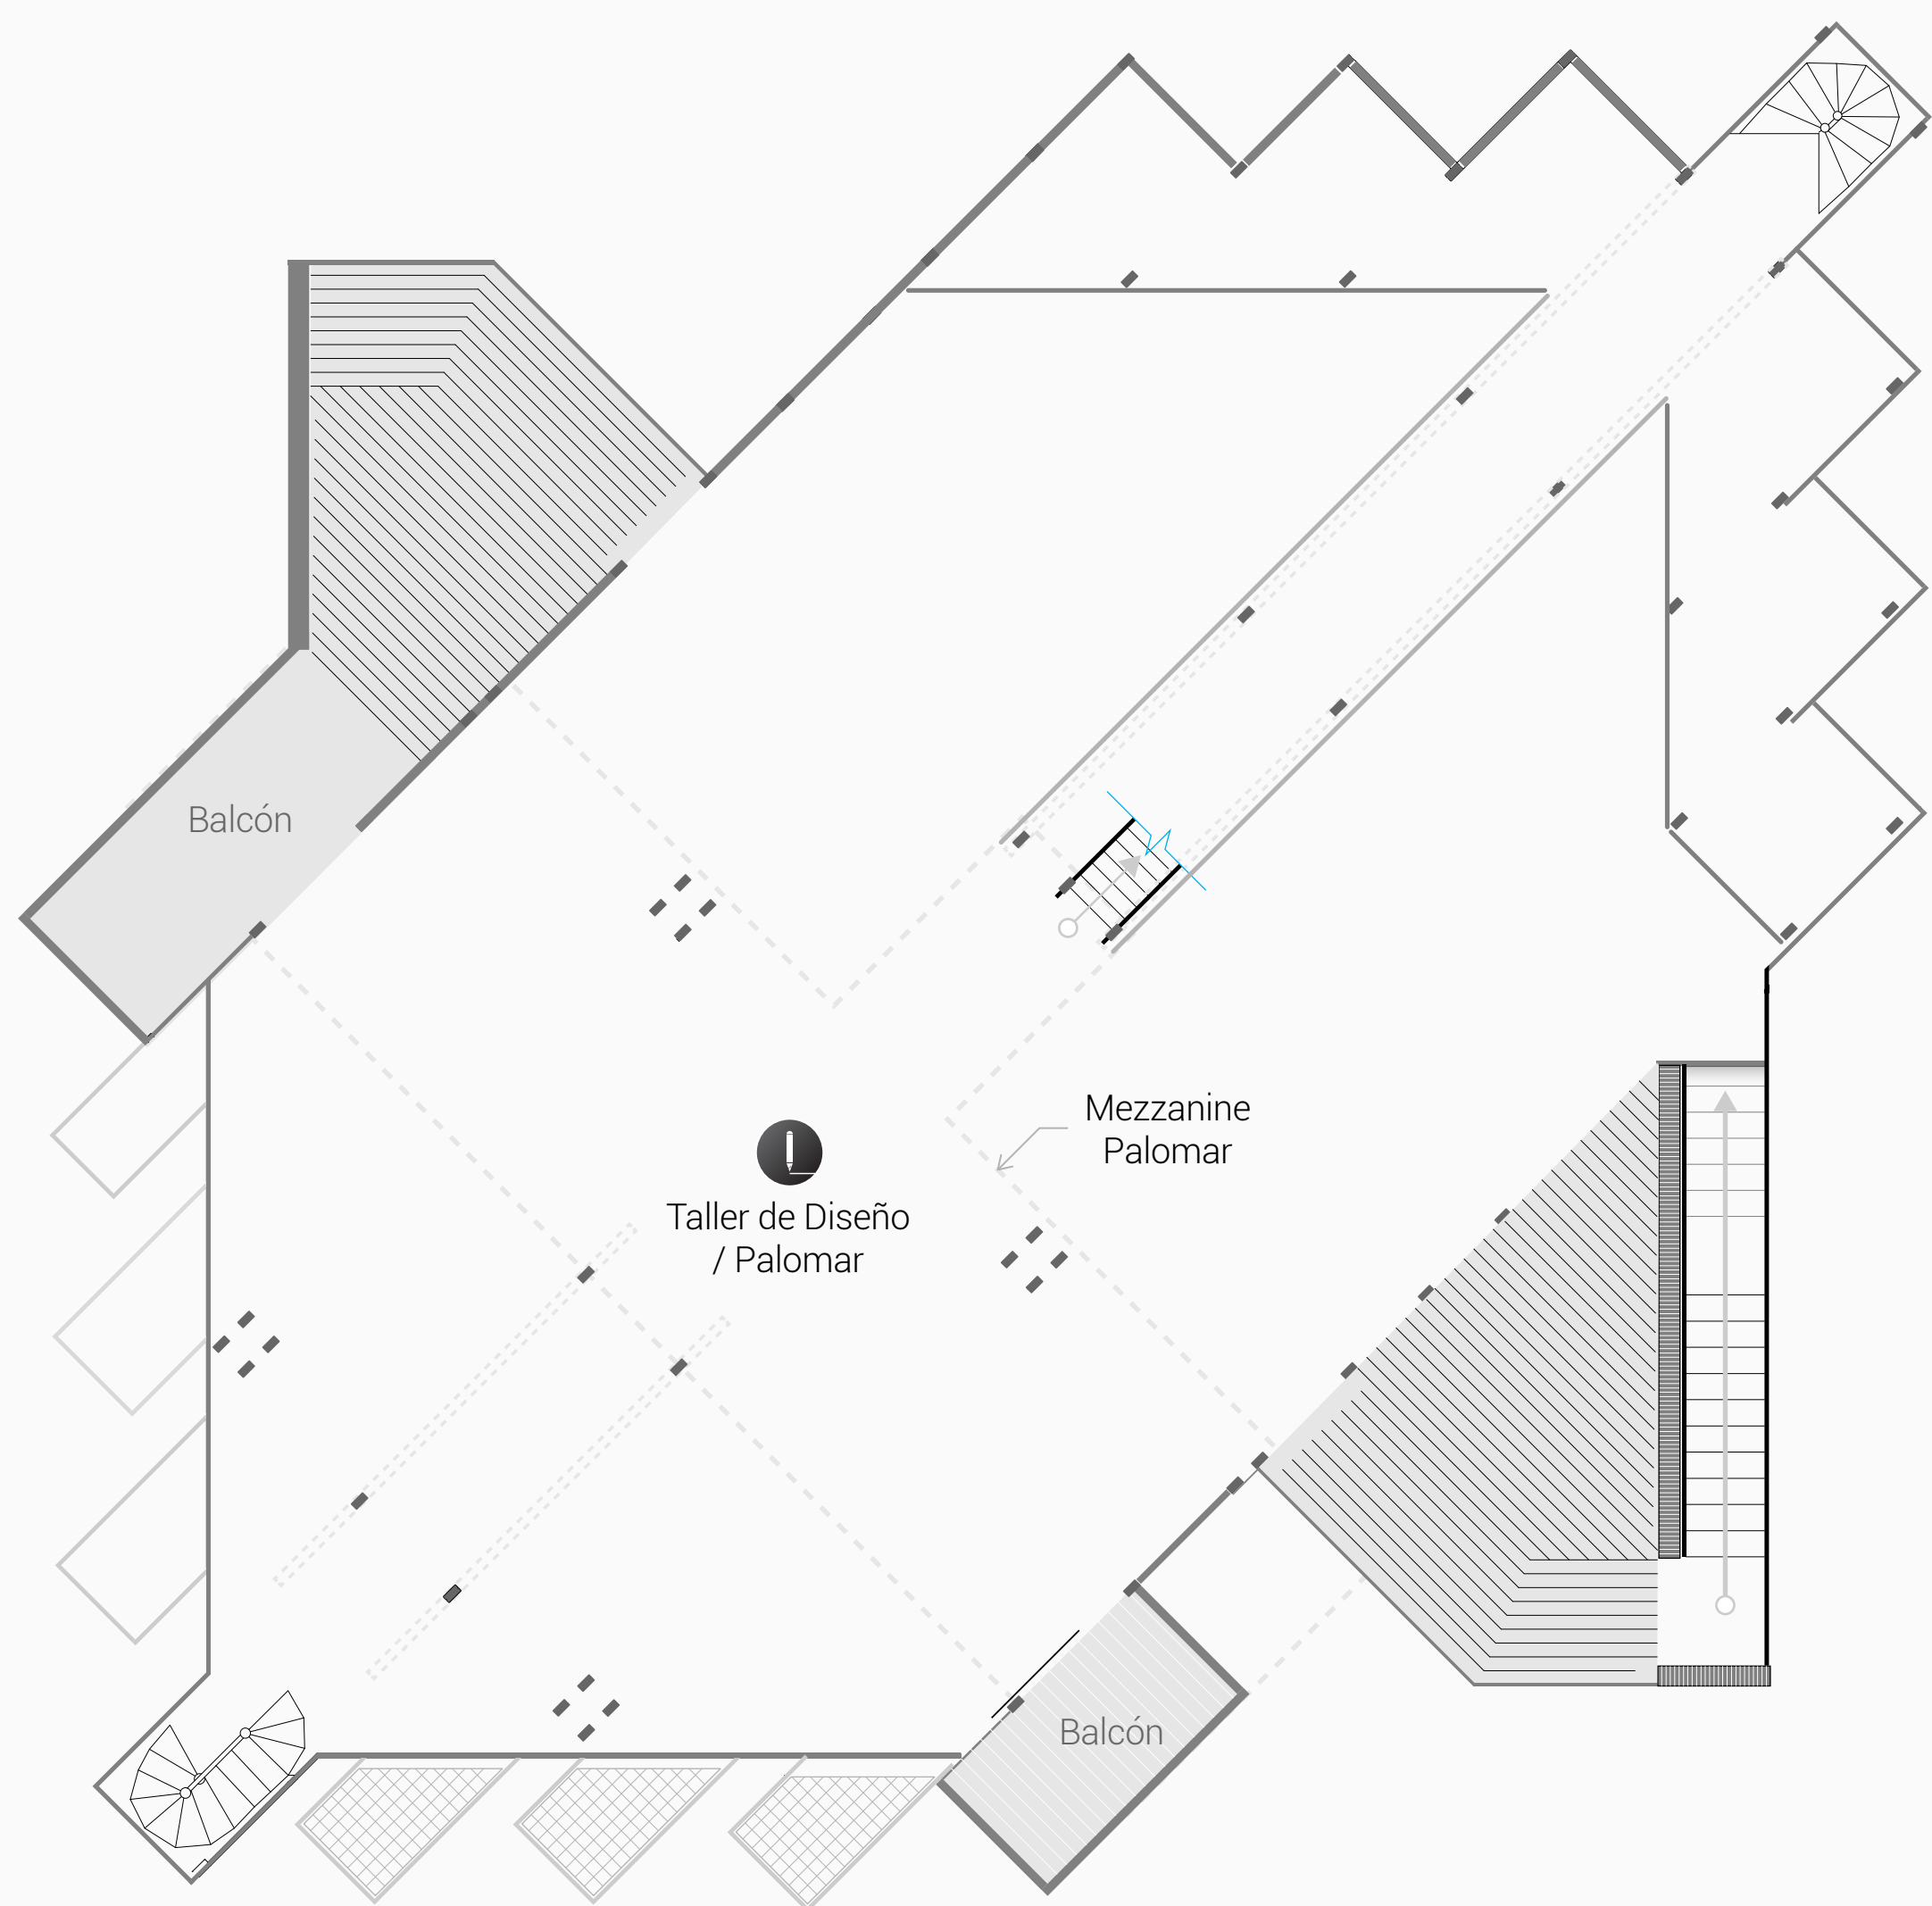 Balcón
Mezzanine
Palomar
Taller de Diseño
/ Palomar
Balcón